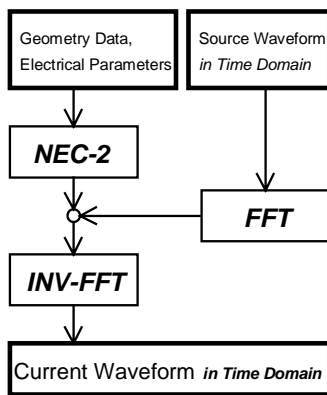 Geometry Data,
Electrical Parameters
Source Waveform
in Time Domain
NEC-2
FFT
INV-FFT
Current Waveform in Time Domain